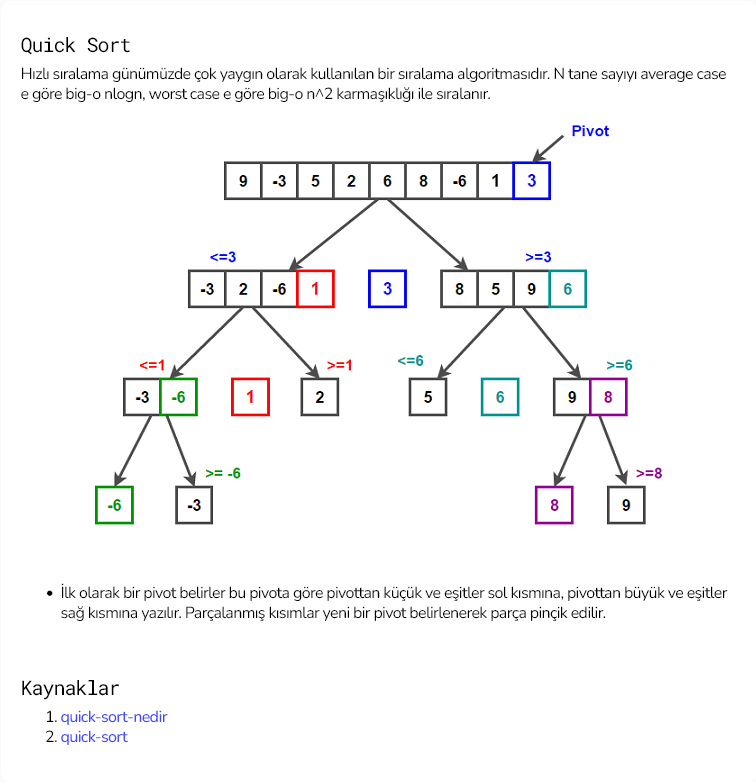 Quick Sort
Hızlı sıralama günümüzde çok yaygın olarak kullanılan bir sıralama algoritmasıdır. N tane sayıyı average case
e göre big-o nlogn, worst case e göre big-o n^2 karmaşıklığı ile sıralanır.
Pivot
9 -3 5 2 6 8 -6 1 3
<=3 >=3
-3 2 -6 1 3 8 5 9 6
<=1 >=1 <=6 >=6
-3 -6 1 2 5 6 9 8
>= -6 >=8
-6 -3 8 9
• İlk olarak bir pivot belirler bu pivota göre pivottan küçük ve eşitler sol kısmına, pivottan büyük ve eşitler
sağ kısmına yazılır. Parçalanmış kısımlar yeni bir pivot belirlenerek parça pinçik edilir.
Kaynaklar
1. quick-sort-nedir
2. quick-sort